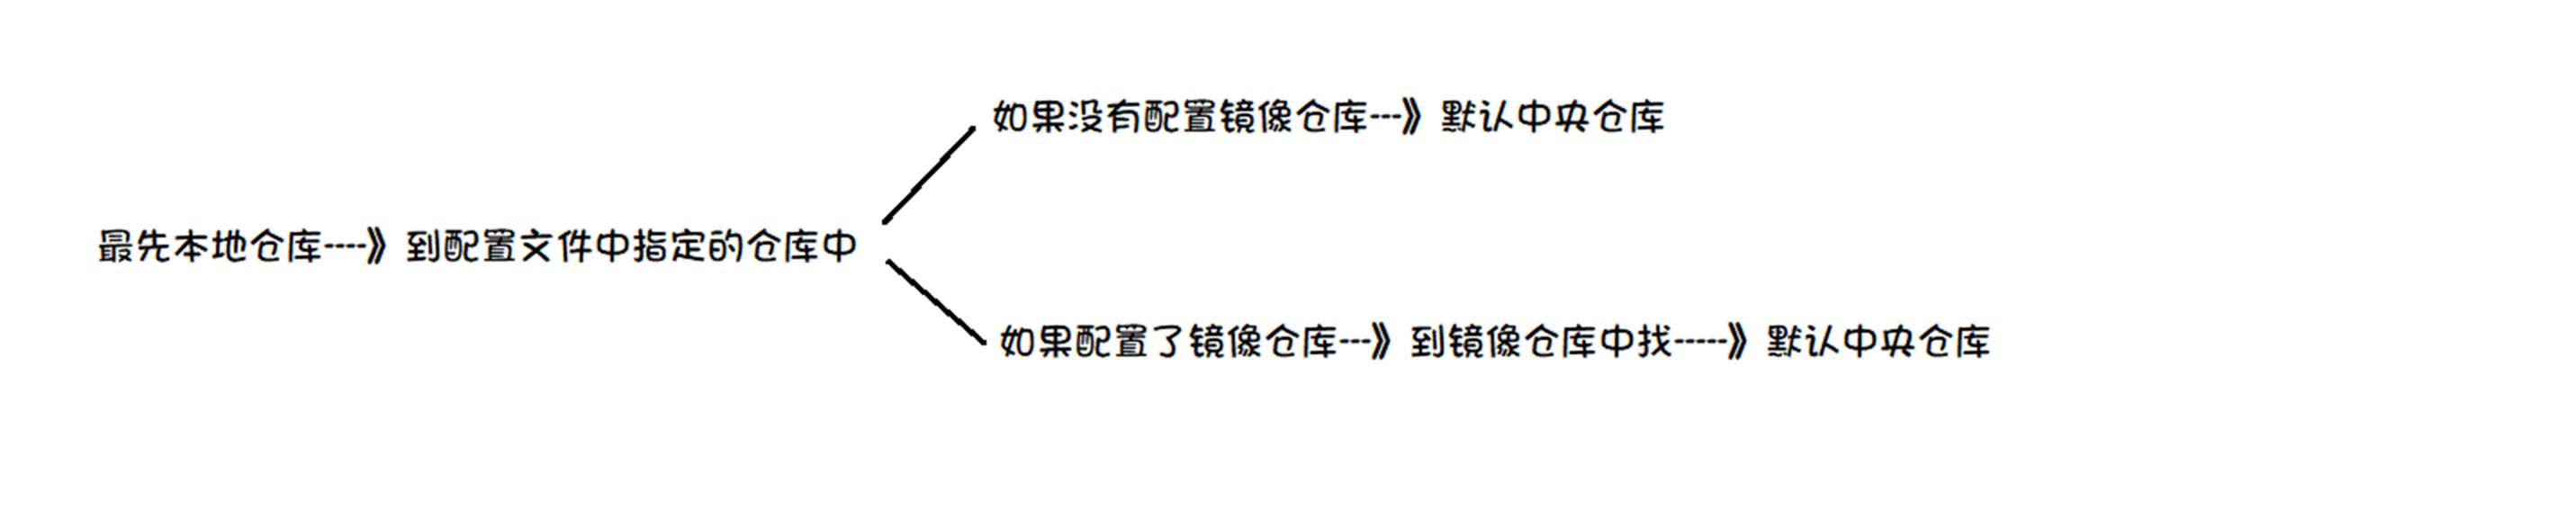 如果没有配置镜像仓库---》默认中央仓库
最先本地仓库----》到配置文件中指定的仓库中
如果配置了镜像仓库---》到镜像仓库中找-----》默认中央仓库